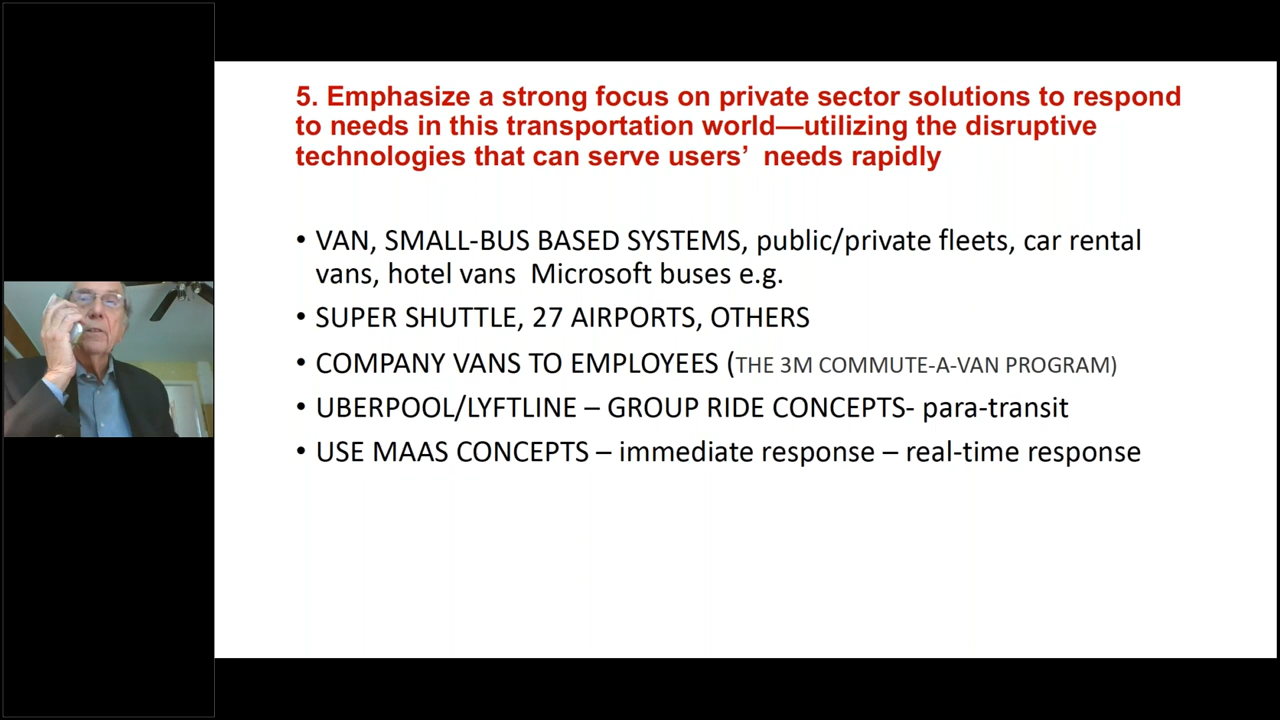 5. Emphasize a strong focus on private sector solutions to respond
to needs in this transportation world—utilizing the disruptive
technologies that can serve users’  needs rapidly
• VAN, SMALL-BUS BASED SYSTEMS, public/private fleets, car rental
vans, hotel vans  Microsoft buses e.g.
• SUPER SHUTTLE, 27 AIRPORTS, OTHERS
• COMPANY VANS TO EMPLOYEES (THE 3M COMMUTE-A-VAN PROGRAM)
• UBERPOOL/LYFTLINE – GROUP RIDE CONCEPTS- para-transit
• USE MAAS CONCEPTS – immediate response – real-time response